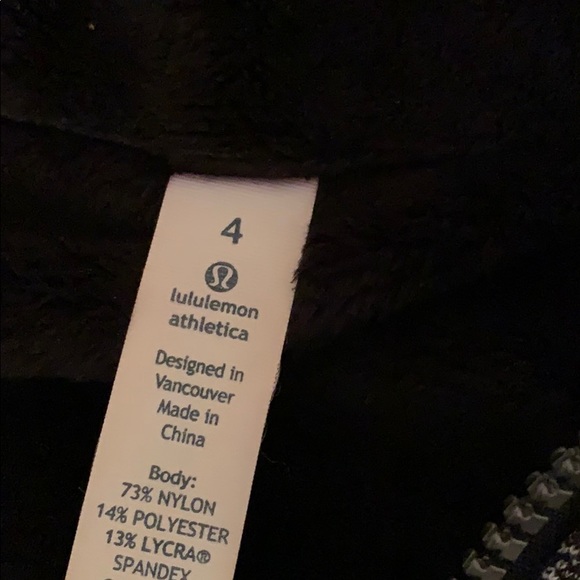 4
lululemon
athletica
Designed in
Vancouver
Made in
China
Body:
73% NYLON
14% POLYESTER
13% LYCRA®
SPANDEX